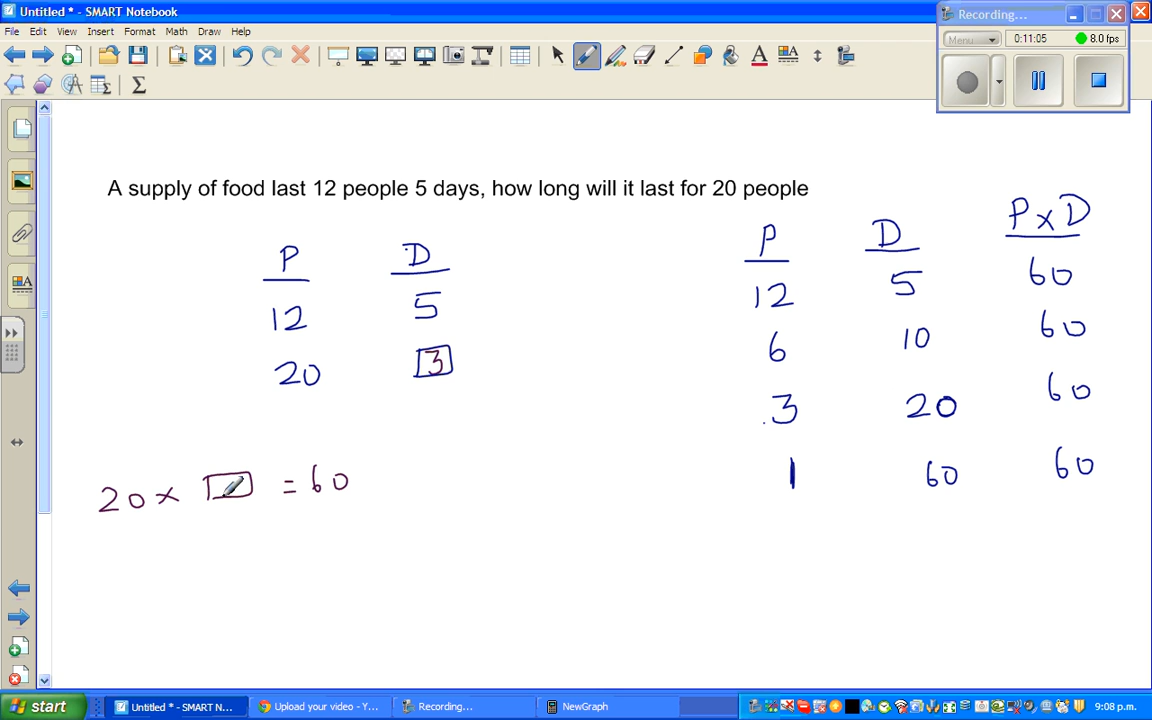 Untitled * - SMART Notebook
File Edit View Insert Format Math Draw Help
Recording...
Menu 0:11:05 8.0 fps
A supply of food last 12 people 5 days, how long will it last for 20 people
P D
12 5
20 3
20 × = 60
P D P x D
12 5 60
6 10 60
3 20 60
1 60 60
start Untitled * - SMART N... Upload your video - Y... Recording... NewGraph 9:08 p.m.